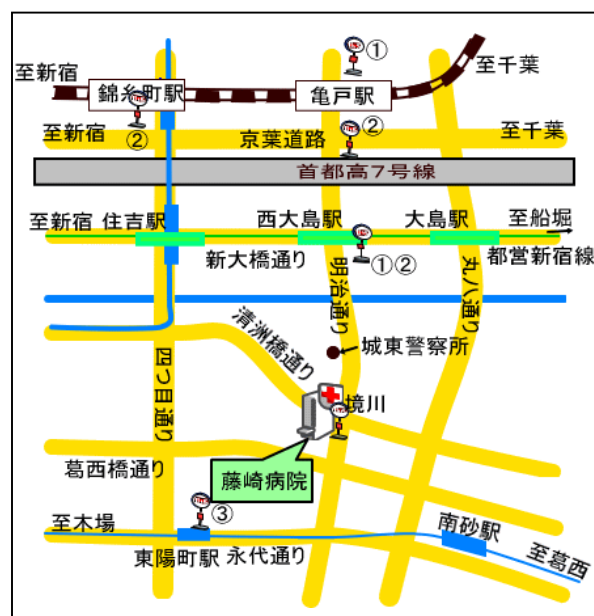 ①
至新宿
至千葉
錦糸町駅
亀戸駅
②
②
至新宿
京葉道路
至千葉
首都高7号線
至新宿
住吉駅
西大島駅
大島駅
至船堀
新大橋通り
①②
都営新宿線
明治通り
丸八通り
清洲橋通り
四つ目通り
城東警察所
境川
葛西橋通り
藤崎病院
③
至木場
南砂駅
東陽町駅
永代通り
至葛西